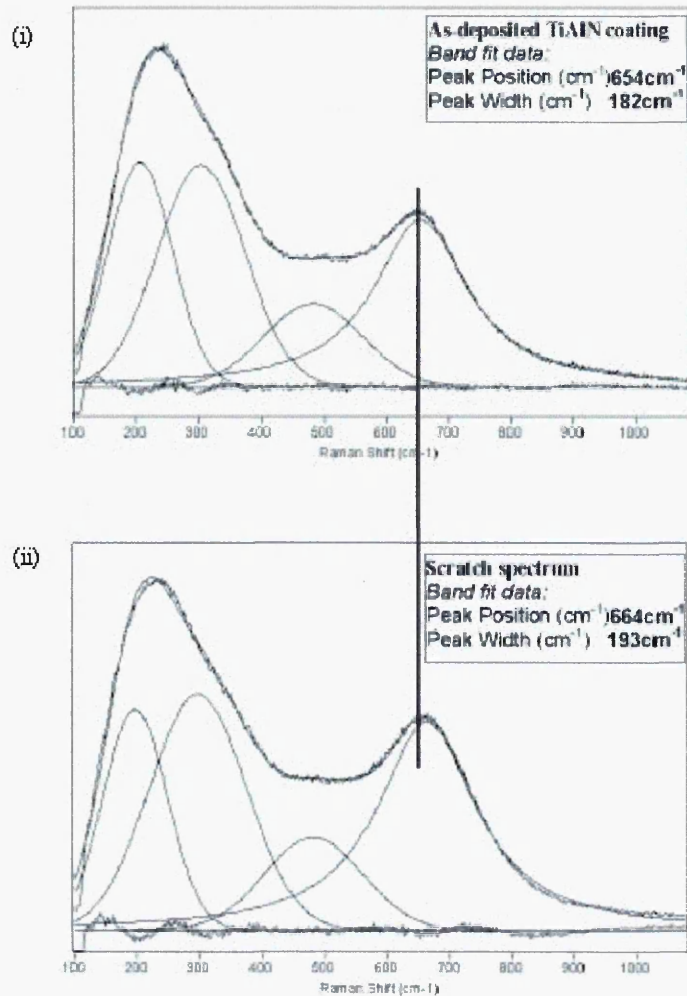 (i)
As-deposited TiAlN coating
Band fit data:
Peak Position (cm-1)654cm-1
Peak Width (cm-1) 182cm-1
100 200 300 400 500 600 700 800 900 1000
Raman Shift (cm-1)
(ii)
Scratch spectrum
Band fit data:
Peak Position (cm-1)664cm-1
Peak Width (cm-1) 193cm-1
100 200 300 400 500 600 700 800 900 1000
Raman Shift (cm-1)